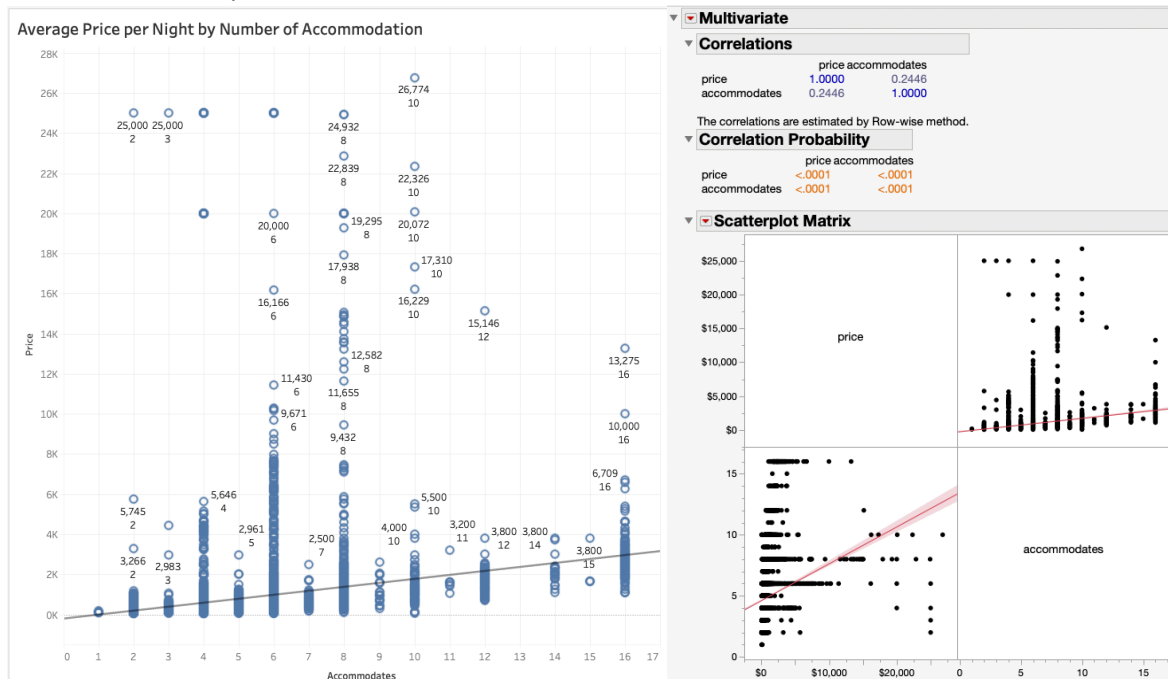 Average Price per Night by Number of Accommodation
28K
26K
24K
22K
20K
18K
16K
14K
12K
10K
8K
6K
4K
2K
0K
Price
26,774
10
25,000 25,000
2 3
24,932
8
22,839
8
22,326
10
20,000
6
19,295
8
20,072
10
17,938
8
17,310
10
16,166
6
16,229
10
15,146
12
12,582
8
13,275
16
11,430
6
11,655
8
9,671
6
9,432
8
10,000
16
6,709
16
5,745
2
5,646
4
5,500
10
3,266
2
2,983
3
2,961
5
2,500
7
4,000
10
3,200
11
3,800
12
3,800
14
3,800
15
0 1 2 3 4 5 6 7 8 9 10 11 12 13 14 15 16 17
Accommodates
Multivariate
Correlations
price accommodates
price 1.0000 0.2446
accommodates 0.2446 1.0000
The correlations are estimated by Row-wise method.
Correlation Probability
price accommodates
price <.0001 <.0001
accommodates <.0001 <.0001
Scatterplot Matrix
$25,000
$20,000
$15,000
$10,000
$5,000
$0
price
15
10
5
0
accommodates
$0 $10,000 $20,000 0 5 10 15